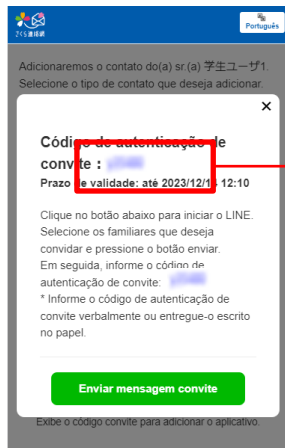 さくら連絡網
Português
Adicionaremos o contato do(a) sr.(a) 学生ユーザ1.
Selecione o tipo de contato que deseja adicionar.
×
Código de autenticação de
convite :
Prazo de validade: até 2023/12/14 12:10
Clique no botão abaixo para iniciar o LINE.
Selecione os familiares que deseja
convidar e pressione o botão enviar.
Em seguida, informe o código de
autenticação de convite:
* Informe o código de autenticação de
convite verbalmente ou entregue-o escrito
no papel.
Enviar mensagem convite
Exibe o código convite para adicionar o aplicativo.